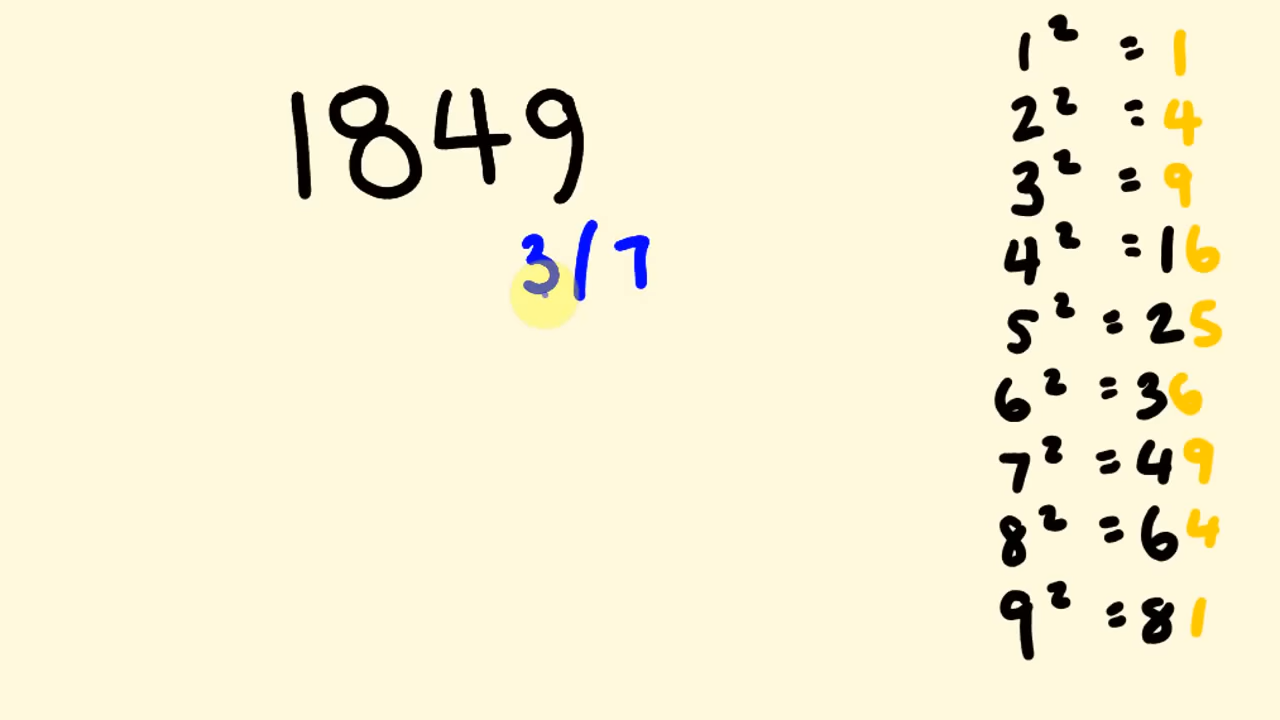 1849
3/7
1² = 1
2² = 4
3² = 9
4² = 16
5² = 25
6² = 36
7² = 49
8² = 64
9² = 81